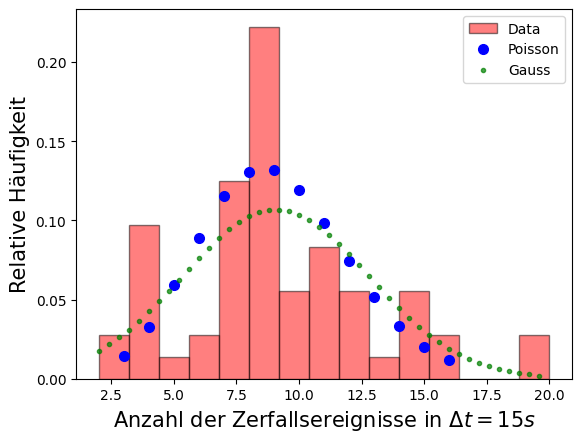 Data
Poisson
Gauss
Relative Häufigkeit
0.20
0.15
0.10
0.05
0.00
2.5 5.0 7.5 10.0 12.5 15.0 17.5 20.0
Anzahl der Zerfallsereignisse in Δt = 15s